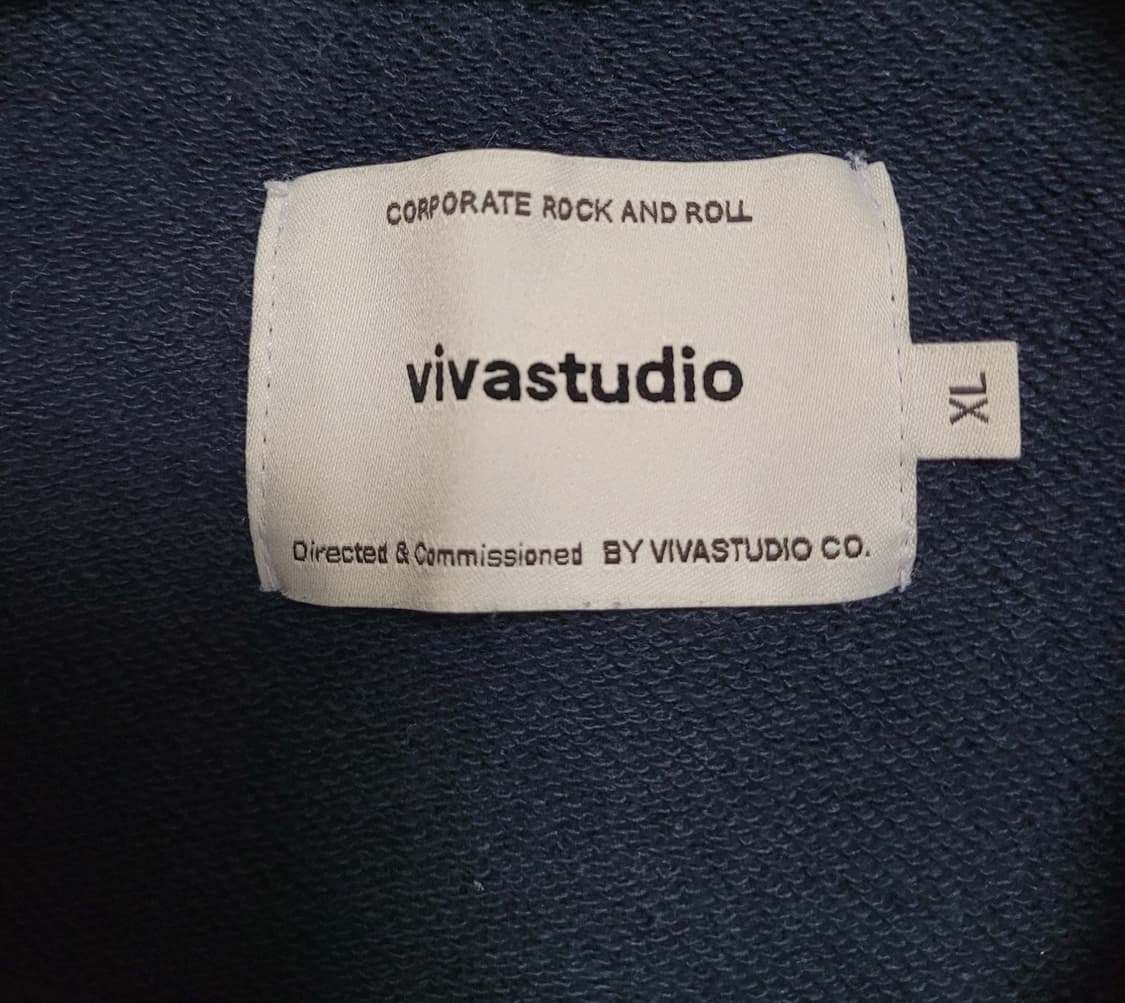 CORPORATE ROCK AND ROLL
vivastudio
XL
Directed & Commissioned BY VIVASTUDIO CO.